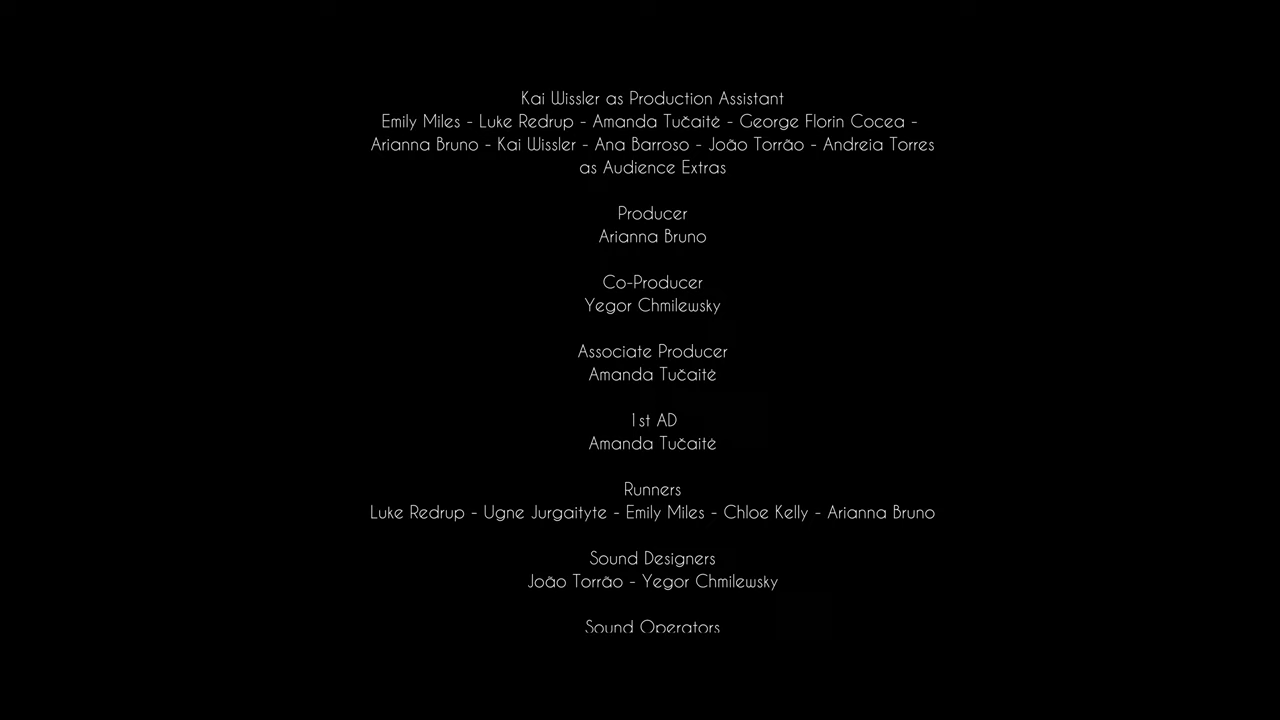 Kai Wissler as Production Assistant
Emily Miles - Luke Redrup - Amanda Tučaitė - George Florin Cocea -
Arianna Bruno - Kai Wissler - Ana Barroso - João Torrão - Andreia Torres
as Audience Extras
Producer
Arianna Bruno
Co-Producer
Yegor Chmilewsky
Associate Producer
Amanda Tučaitė
1st AD
Amanda Tučaitė
Runners
Luke Redrup - Ugne Jurgaityte - Emily Miles - Chloe Kelly - Arianna Bruno
Sound Designers
João Torrão - Yegor Chmilewsky
Sound Operators